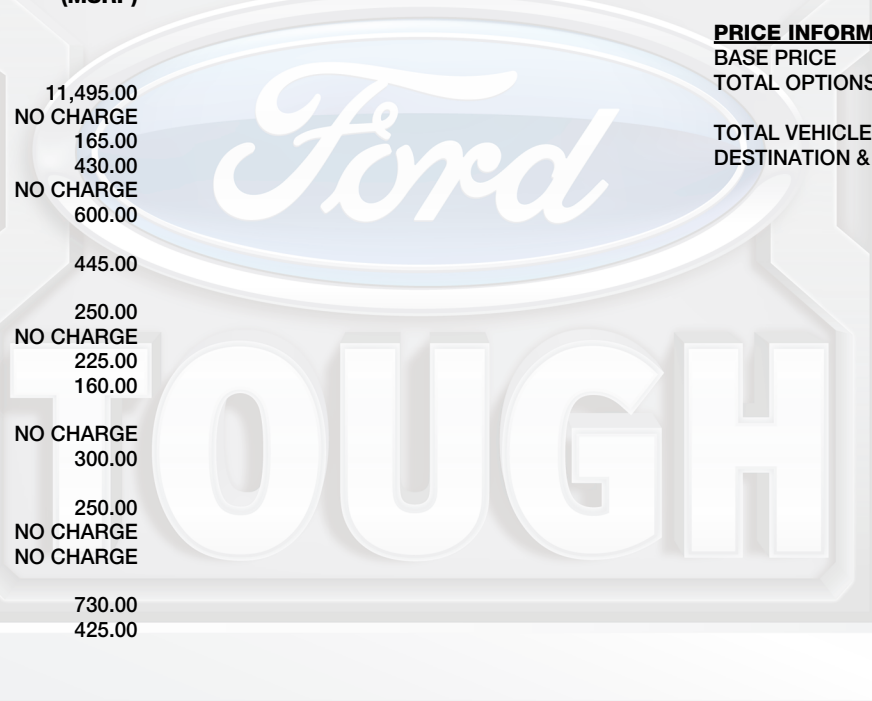 (MSRP)
11,495.00
NO CHARGE
165.00
430.00
NO CHARGE
600.00
445.00
250.00
NO CHARGE
225.00
160.00
NO CHARGE
300.00
250.00
NO CHARGE
NO CHARGE
730.00
425.00
PRICE INFORM
BASE PRICE
TOTAL OPTIONS
TOTAL VEHICLE
DESTINATION &
Ford
TOUGH